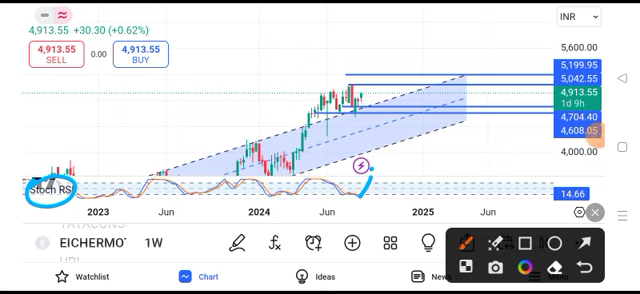 4,913.55 +30.30 (+0.62%)
INR
4,913.55
SELL
0.00
4,913.55
BUY
5,600.00
5,199.95
5,042.55
4,913.55
1d 9h
4,704.40
4,608.05
4,000.00
Stoch RSI
14.66
2023 Jun 2024 Jun 2025 Jun
E EICHERMO 1W
Watchlist Chart Ideas News